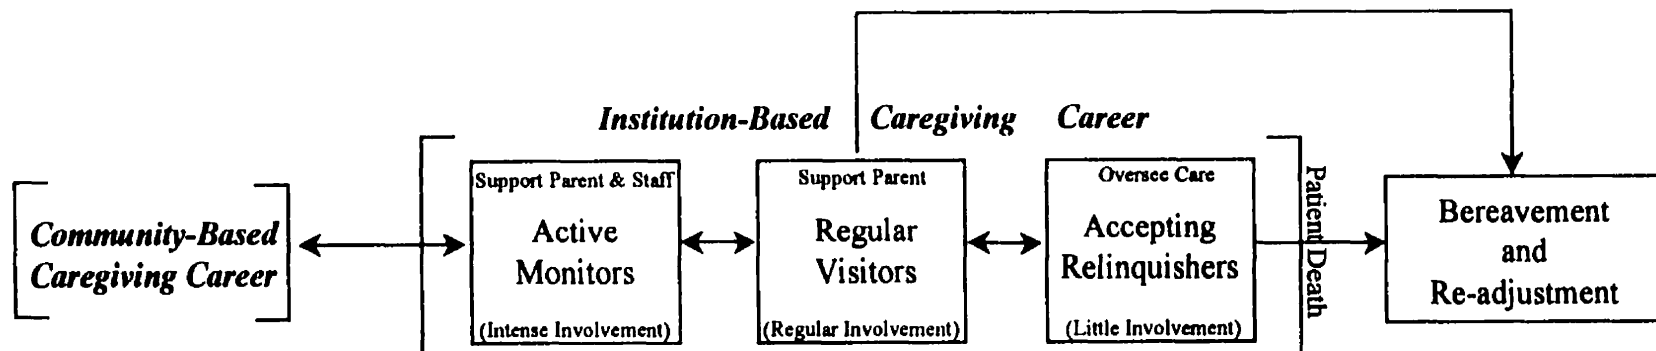 Institution-Based Caregiving Career
Community-Based
Caregiving Career
Support Parent & Staff
Active
Monitors
(Intense Involvement)
Support Parent
Regular
Visitors
(Regular Involvement)
Oversee Care
Accepting
Relinquishers
(Little Involvement)
Patient Death
Bereavement
and
Re-adjustment